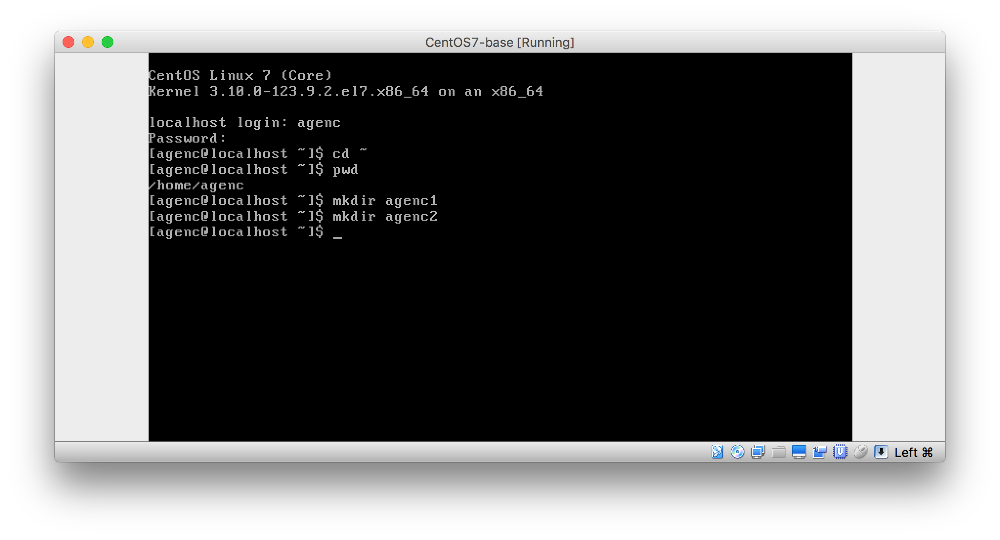 CentOS7-base [Running]
CentOS Linux 7 (Core)
Kernel 3.10.0-123.9.2.el7.x86_64 on an x86_64
localhost login: agenc
Password:
[agenc@localhost ~]$ cd ~
[agenc@localhost ~]$ pwd
/home/agenc
[agenc@localhost ~]$ mkdir agenc1
[agenc@localhost ~]$ mkdir agenc2
[agenc@localhost ~]$ _
Left ⌘